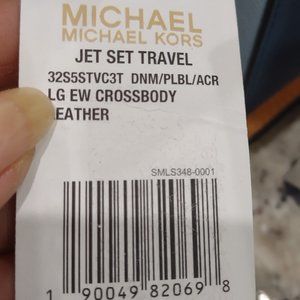 MICHAEL
MICHAEL KORS
JET SET TRAVEL
32S5STVC3T DNM/PLBL/ACR
LG EW CROSSBODY
LEATHER
SMLS348-0001
1 90049 82069 8